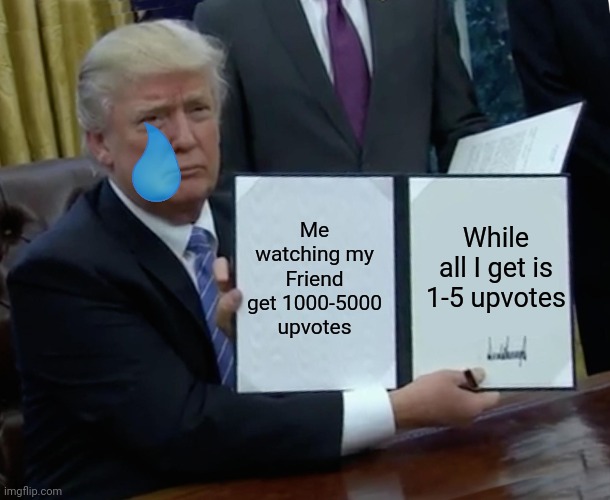 Me
watching my
Friend
get 1000-5000
upvotes
While
all I get is
1-5 upvotes
imgflip.com